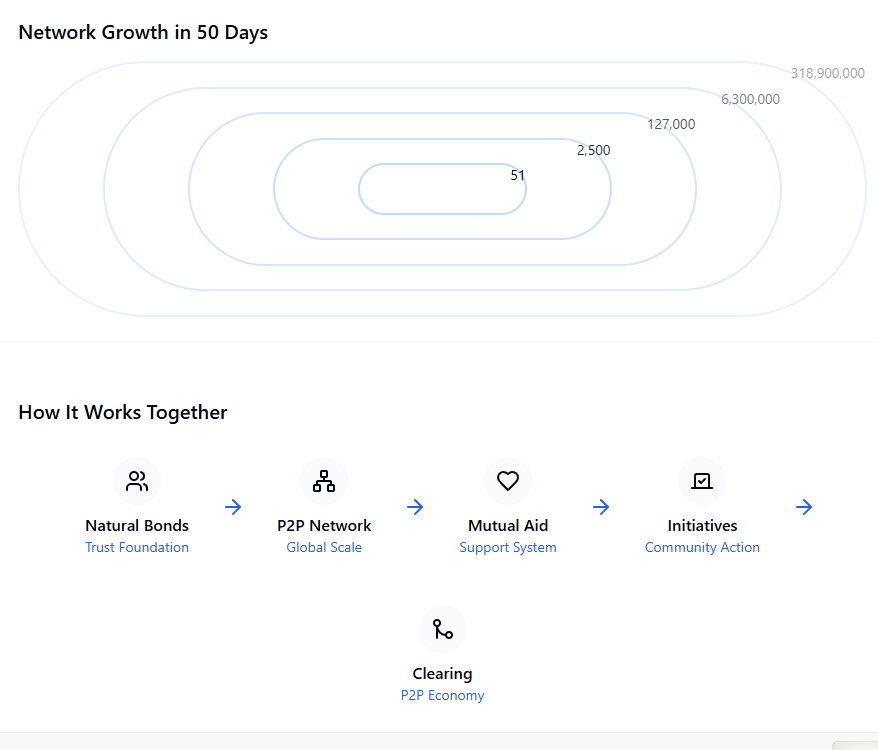 Network Growth in 50 Days
318,900,000
6,300,000
127,000
2,500
51
How It Works Together
Natural Bonds
Trust Foundation
P2P Network
Global Scale
Mutual Aid
Support System
Initiatives
Community Action
Clearing
P2P Economy